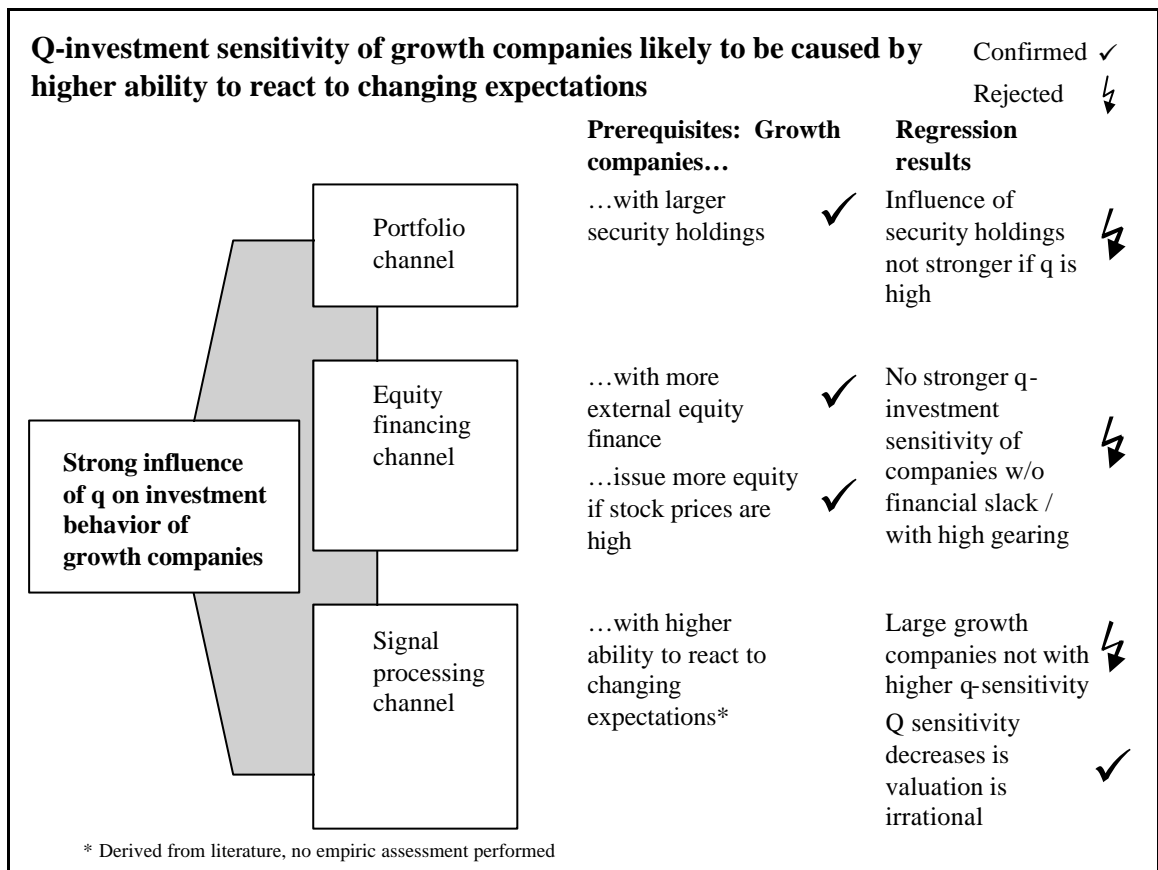 Q-investment sensitivity of growth companies likely to be caused by
higher ability to react to changing expectations
Confirmed ✓
Rejected
Prerequisites: Growth
companies…
Regression
results
Portfolio
channel
…with larger
security holdings
Influence of
security holdings
not stronger if q is
high
Equity
financing
channel
…with more
external equity
finance
…issue more equity
if stock prices are
high
No stronger q-
investment
sensitivity of
companies w/o
financial slack /
with high gearing
Strong influence
of q on investment
behavior of
growth companies
Signal
processing
channel
…with higher
ability to react to
changing
expectations*
Large growth
companies not with
higher q-sensitivity
Q sensitivity
decreases is
valuation is
irrational
* Derived from literature, no empiric assessment performed